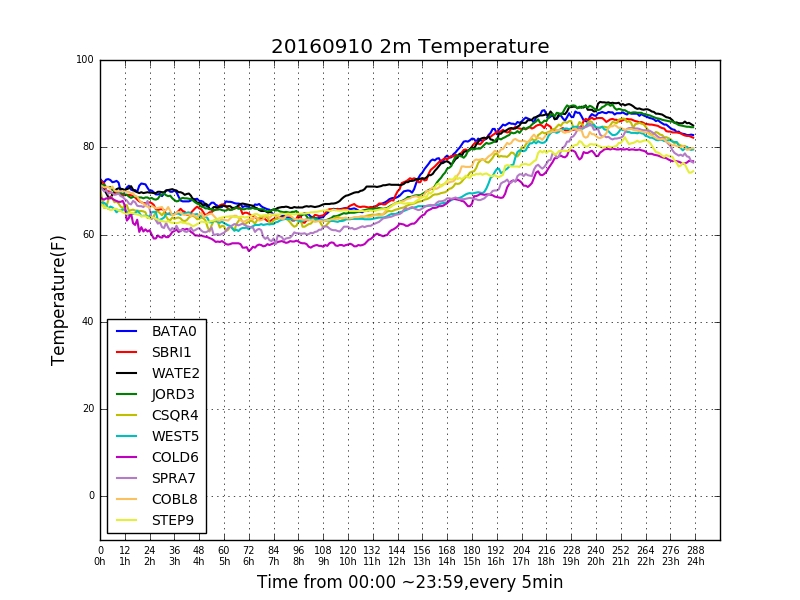 20160910 2m Temperature
100
80
60
40
20
0
Temperature(F)
BATA0
SBRI1
WATE2
JORD3
CSQR4
WEST5
COLD6
SPRA7
COBL8
STEP9
0 12 24 36 48 60 72 84 96 108 120 132 144 156 168 180 192 204 216 228 240 252 264 276 288
0h 1h 2h 3h 4h 5h 6h 7h 8h 9h 10h 11h 12h 13h 14h 15h 16h 17h 18h 19h 20h 21h 22h 23h 24h
Time from 00:00 ~23:59,every 5min